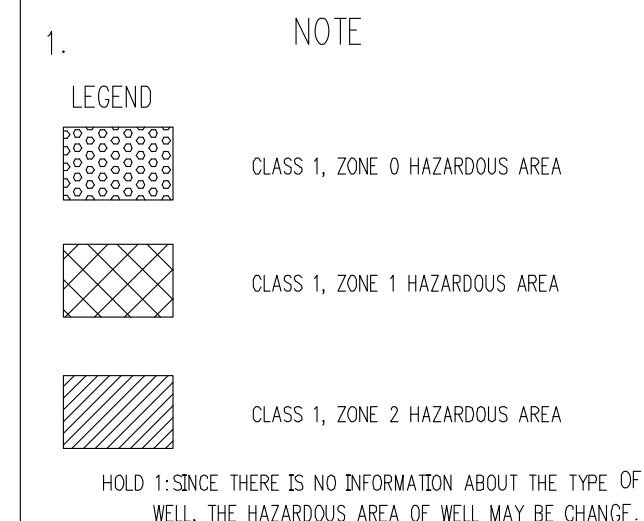 NOTE
1.
LEGEND
CLASS 1, ZONE 0 HAZARDOUS AREA
CLASS 1, ZONE 1 HAZARDOUS AREA
CLASS 1, ZONE 2 HAZARDOUS AREA
HOLD 1:SINCE THERE IS NO INFORMATION ABOUT THE TYPE OF
WELL, THE HAZARDOUS AREA OF WELL MAY BE CHANGE.